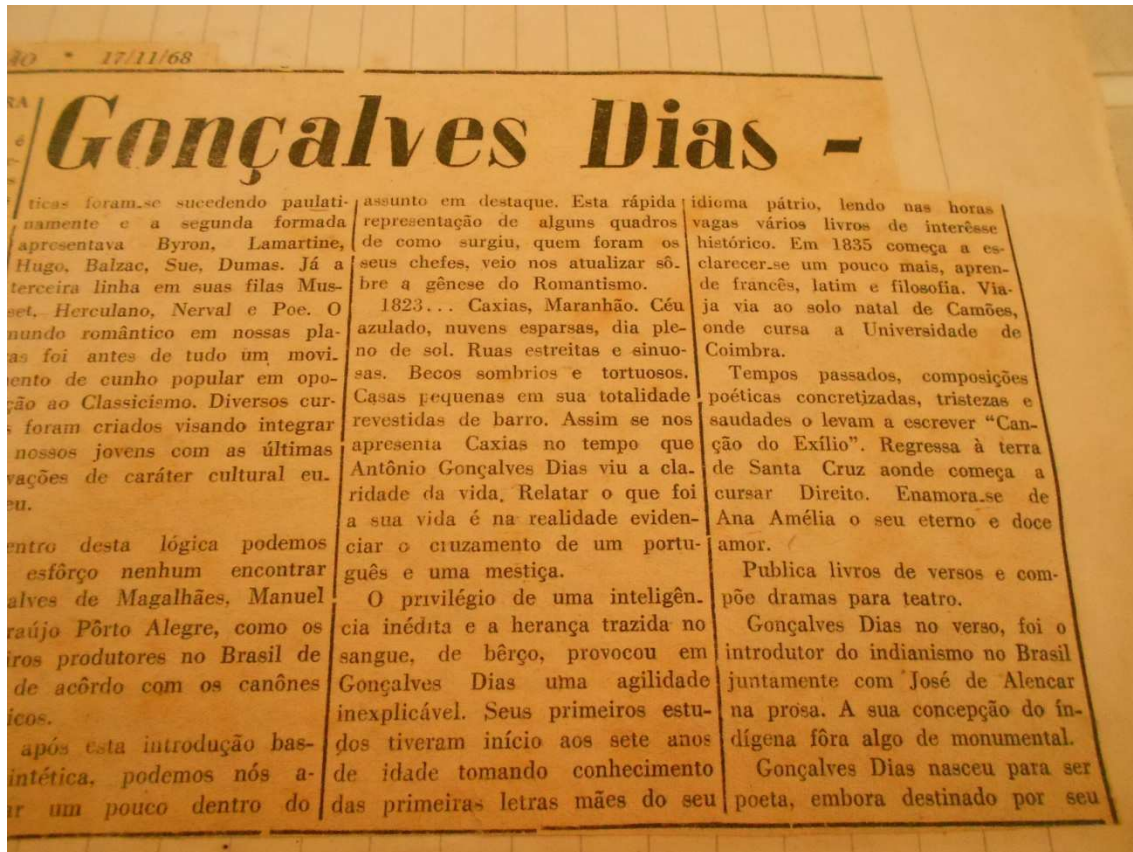 17/11/68
Gonçalves Dias -
ticas foram-se sucedendo paulati-
namente e a segunda formada
apresentava Byron, Lamartine,
Hugo, Balzac, Sue, Dumas. Já a
terceira linha em suas filas Mus-
set, Herculano, Nerval e Poe. O
mundo romântico em nossas pla-
as foi antes de tudo um movi-
ento de cunho popular em opo-
ção ao Classicismo. Diversos cur-
s foram criados visando integrar
nossos jovens com as últimas
vações de caráter cultural eu-
eu.
entro desta lógica podemos
esfôrço nenhum encontrar
alves de Magalhães, Manuel
raújo Pôrto Alegre, como os
iros produtores no Brasil de
de acôrdo com os canônes
icos.
após esta introdução bas-
intética, podemos nós a-
ar um pouco dentro do
assunto em destaque. Esta rápida
representação de alguns quadros
de como surgiu, quem foram os
seus chefes, veio nos atualizar sô-
bre a gênese do Romantismo.
1823... Caxias, Maranhão. Céu
azulado, nuvens esparsas, dia ple-
no de sol. Ruas estreitas e sinuo-
sas. Becos sombrios e tortuosos.
Casas pequenas em sua totalidade
revestidas de barro. Assim se nos
apresenta Caxias no tempo que
Antônio Gonçalves Dias viu a cla-
ridade da vida. Relatar o que foi
a sua vida é na realidade eviden-
ciar o cruzamento de um portu-
guês e uma mestiça.
O privilégio de uma inteligên-
cia inédita e a herança trazida no
sangue, de bêrço, provocou em
Gonçalves Dias uma agilidade
inexplicável. Seus primeiros estu-
dos tiveram início aos sete anos
de idade tomando conhecimento
das primeiras letras mães do seu
idioma pátrio, lendo nas horas
vagas vários livros de interêsse
histórico. Em 1835 começa a es-
clarecer-se um pouco mais, apren-
de francês, latim e filosofia. Via-
ja via ao solo natal de Camões,
onde cursa a Universidade de
Coimbra.
Tempos passados, composições
poéticas concretizadas, tristezas e
saudades o levam a escrever "Can-
ção do Exílio". Regressa à terra
de Santa Cruz aonde começa a
cursar Direito. Enamora-se de
Ana Amélia o seu eterno e doce
amor.
Publica livros de versos e com-
põe dramas para teatro.
Gonçalves Dias no verso, foi o
introdutor do indianismo no Brasil
juntamente com José de Alencar
na prosa. A sua concepção do ín-
dígena fôra algo de monumental.
Gonçalves Dias nasceu para ser
poeta, embora destinado por seu